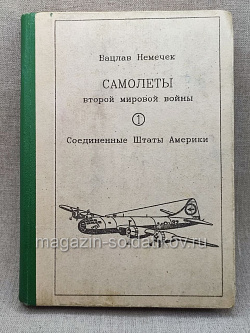 Вацлав Немечек
САМОЛЕТЫ
второй мировой войны
1
Соединенные Штаты Америки
magazin-soldatikov.ru